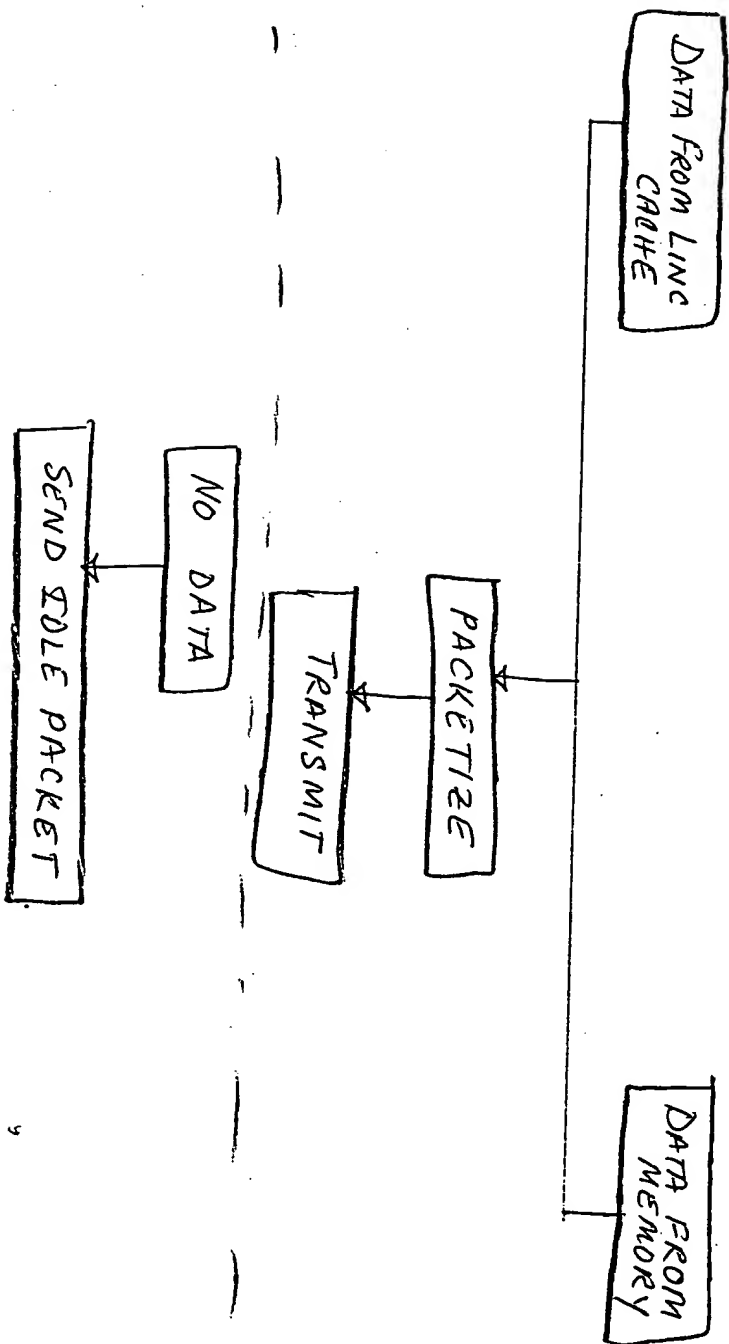 DATA FROM LINC
CACHE
DATA FROM
MEMORY
PACKETIZE
TRANSMIT
NO DATA
SEND IDLE PACKET